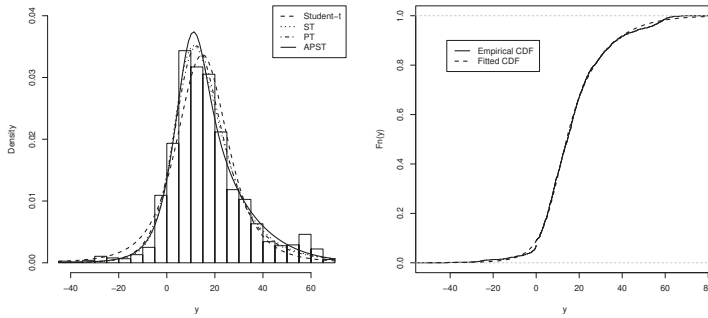 Density
0.00 0.01 0.02 0.03 0.04
−40 −20 0 20 40 60
y
Student−t
ST
PT
APST
Fn(y)
0.0 0.2 0.4 0.6 0.8 1.0
−40 −20 0 20 40 60 80
y
Empirical CDF
Fitted CDF